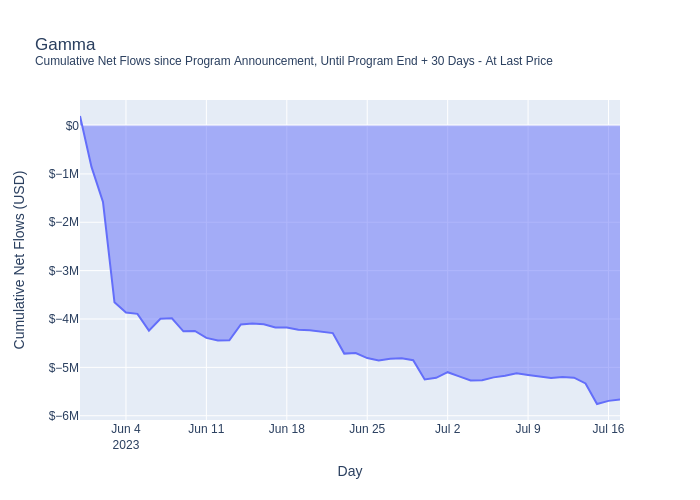 Gamma
Cumulative Net Flows since Program Announcement, Until Program End + 30 Days - At Last Price
$0
$−1M
$−2M
$−3M
$−4M
$−5M
$−6M
Cumulative Net Flows (USD)
Jun 4 Jun 11 Jun 18 Jun 25 Jul 2 Jul 9 Jul 16
2023
Day